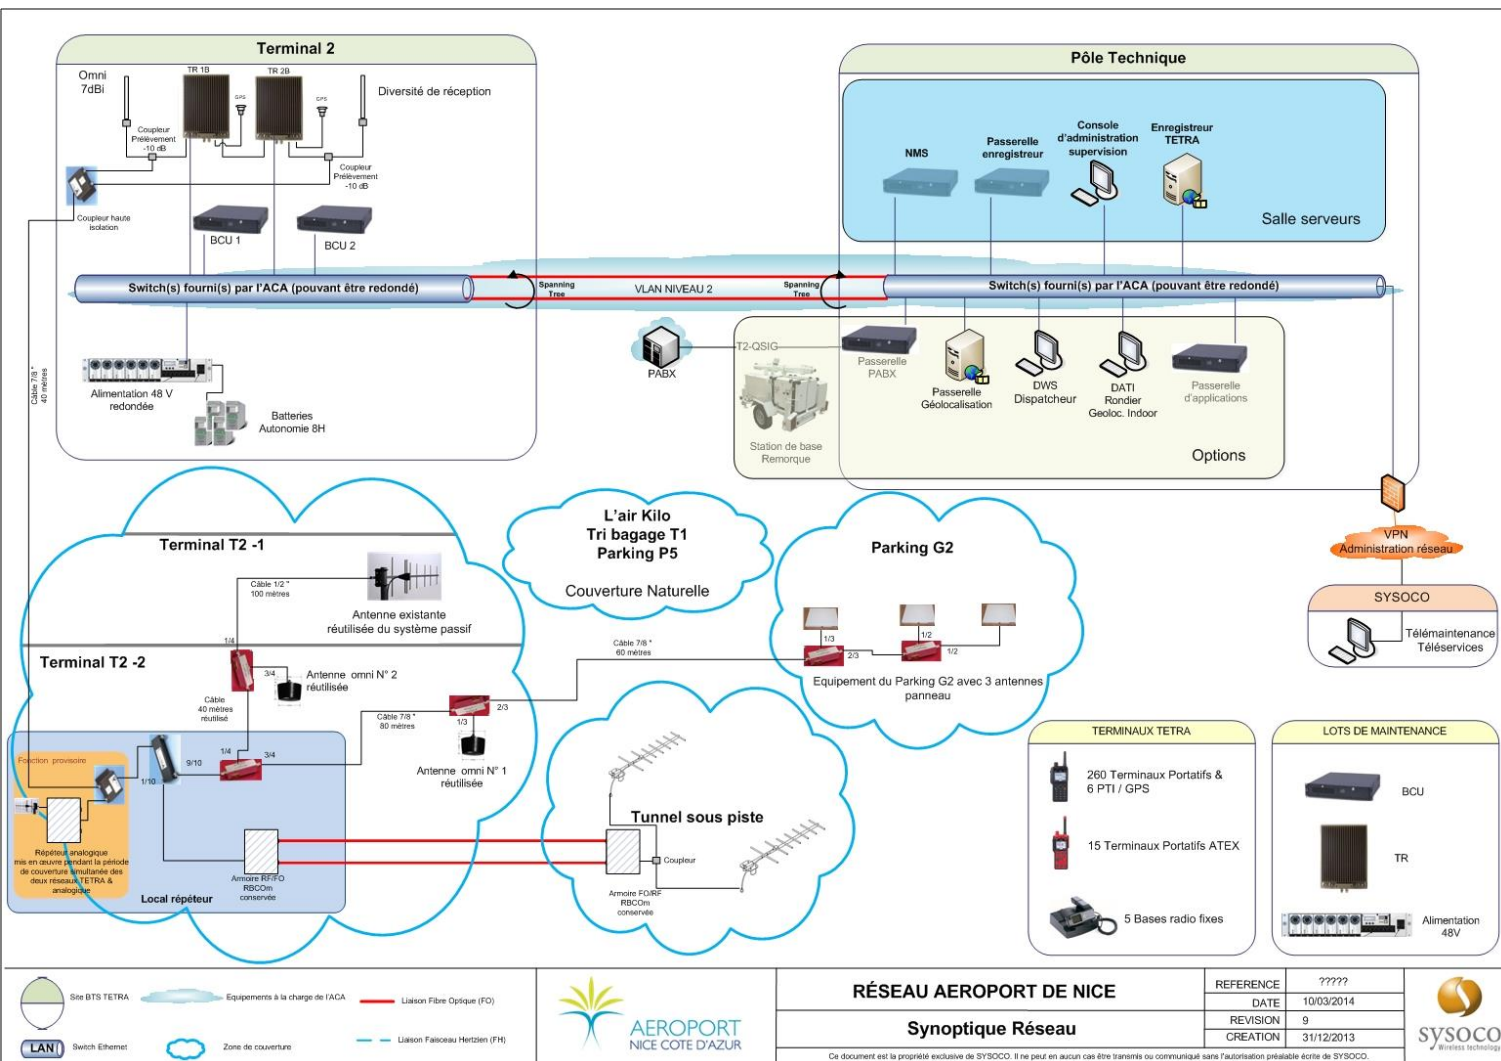 Terminal 2
Omni
7dBi
TR 1B
TR 2B
GPS
GPS
Diversité de réception
Coupleur
Prélèvement
-10 dB
Coupleur
Prélèvement
-10 dB
Coupleur haute
isolation
BCU 1
BCU 2
Switch(s) fourni(s) par l'ACA (pouvant être redondé)
Spanning
Tree
VLAN NIVEAU 2
Spanning
Tree
Switch(s) fourni(s) par l'ACA (pouvant être redondé)
Câble 7/8 "
40 mètres
Alimentation 48 V
redondée
Batteries
Autonomie 8H
Pôle Technique
NMS
Passerelle
enregistreur
Console
d'administration
supervision
Enregistreur
TETRA
Salle serveurs
PABX
T2-QSIG
Passerelle
PABX
Passerelle
Géolocalisation
DWS
Dispatcheur
DATI
Rondier
Geoloc. Indoor
Passerelle
d'applications
Station de base
Remorque
Options
VPN
Administration réseau
SYSOCO
Télémaintenance
Téléservices
Terminal T2 -1
Câble 1/2 "
100 mètres
Antenne existante
réutilisée du système passif
1/4
Terminal T2 -2
3/4
Antenne omni N° 2
réutilisée
Câble
40 mètres
réutilisé
Câble 7/8 "
80 mètres
1/3
2/3
Antenne omni N° 1
réutilisée
Câble 7/8 "
60 mètres
1/4
3/4
9/10
1/10
Fonction provisoire
Répéteur analogique
mis en œuvre pendant la période
de couverture simultanée des
deux réseaux TETRA &
analogique
Local répéteur
Armoire RF/FO
RBCOm
conservée
L'air Kilo
Tri bagage T1
Parking P5
Couverture Naturelle
Parking G2
1/3
2/3
1/2
1/2
Equipement du Parking G2 avec 3 antennes
panneau
Tunnel sous piste
Coupleur
Armoire FO/RF
RBCOm
conservée
TERMINAUX TETRA
260 Terminaux Portatifs &
6 PTI / GPS
15 Terminaux Portatifs ATEX
5 Bases radio fixes
LOTS DE MAINTENANCE
BCU
TR
Alimentation
48V
Site BTS TETRA
Equipements à la charge de l'ACA
Liaison Fibre Optique (FO)
LAN
Switch Ethernet
Zone de couverture
Liaison Faisceau Hertzien (FH)
AEROPORT
NICE COTE D'AZUR
RÉSEAU AEROPORT DE NICE
Synoptique Réseau
REFERENCE ?????
DATE 10/03/2014
REVISION 9
CREATION 31/12/2013
Ce document est la propriété exclusive de SYSOCO. Il ne peut en aucun cas être transmis ou communiqué sans l'autorisation préalable écrite de SYSOCO.
SYSOCO
Wireless technology